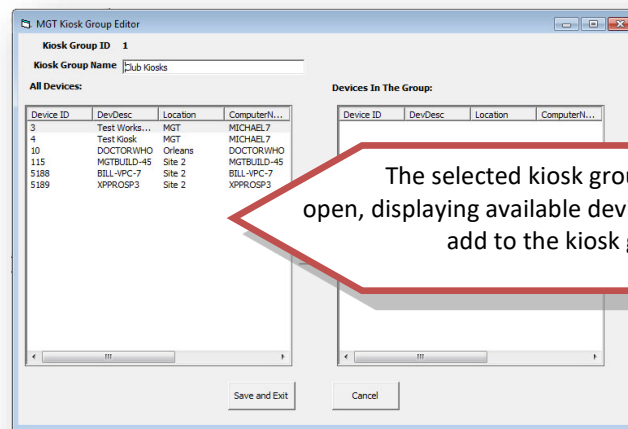 MGT Kiosk Group Editor
Kiosk Group ID 1
Kiosk Group Name Club Kiosks
All Devices: Devices In The Group:
Device ID DevDesc Location ComputerN... Device ID DevDesc Location ComputerN...
3 Test Works... MGT MICHAEL7
4 Test Kiosk MGT MICHAEL7
10 DOCTORWHO Orleans DOCTORWHO
115 MGTBUILD-45 Site 2 MGTBUILD-45
5188 BILL-VPC-7 Site 2 BILL-VPC-7
5189 XPPROSP3 Site 2 XPPROSP3
The selected kiosk grou
open, displaying available devi
add to the kiosk
Save and Exit Cancel